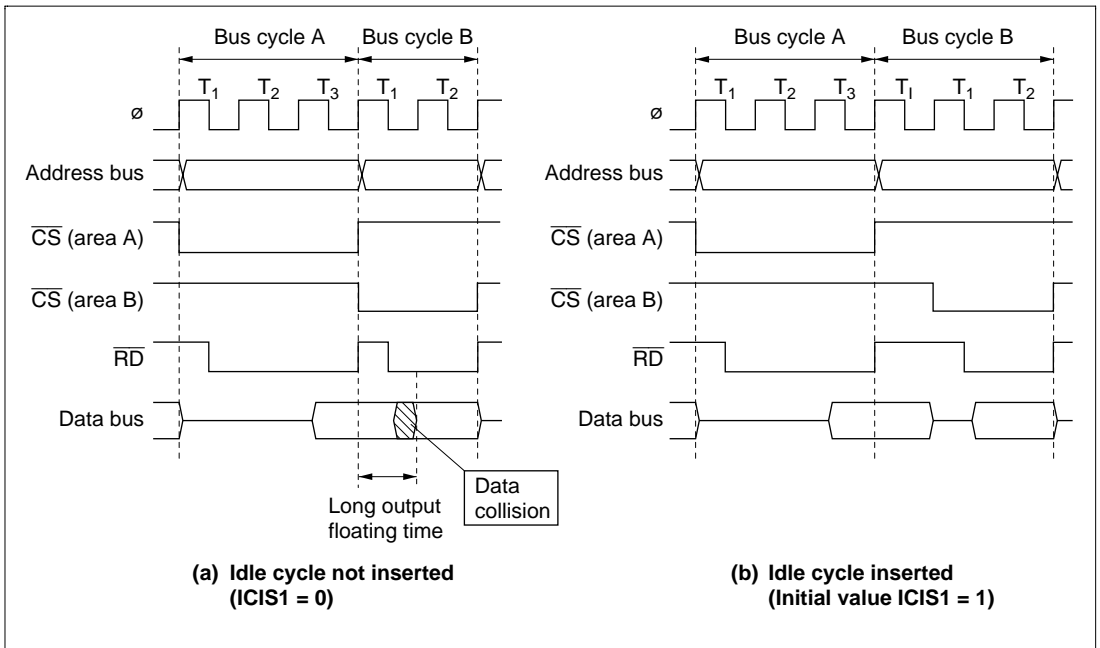 Bus cycle A Bus cycle B
T1 T2 T3 T1 T2
ø
Address bus
CS (area A)
CS (area B)
RD
Data bus
Long output
floating time
Data
collision
(a) Idle cycle not inserted
(ICIS1 = 0)
Bus cycle A Bus cycle B
T1 T2 T3 TI T1 T2
ø
Address bus
CS (area A)
CS (area B)
RD
Data bus
(b) Idle cycle inserted
(Initial value ICIS1 = 1)